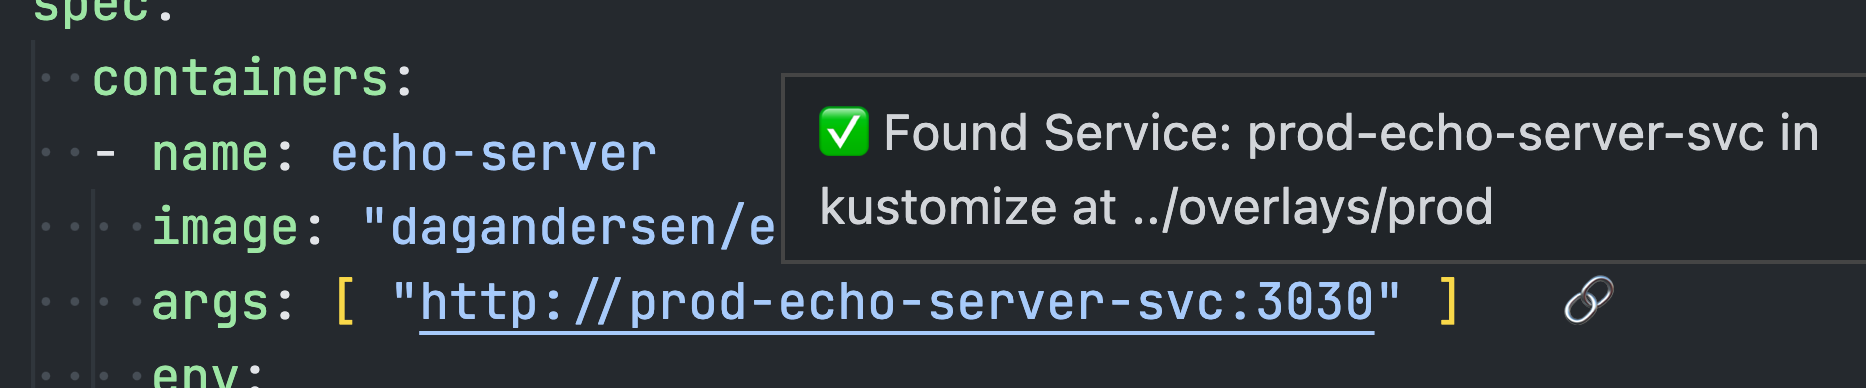 spec:
containers:
✅ Found Service: prod-echo-server-svc in
kustomize at ../overlays/prod
- name: echo-server
image: "dagandersen/e
args: [ "http://prod-echo-server-svc:3030" ] 🔗
env: